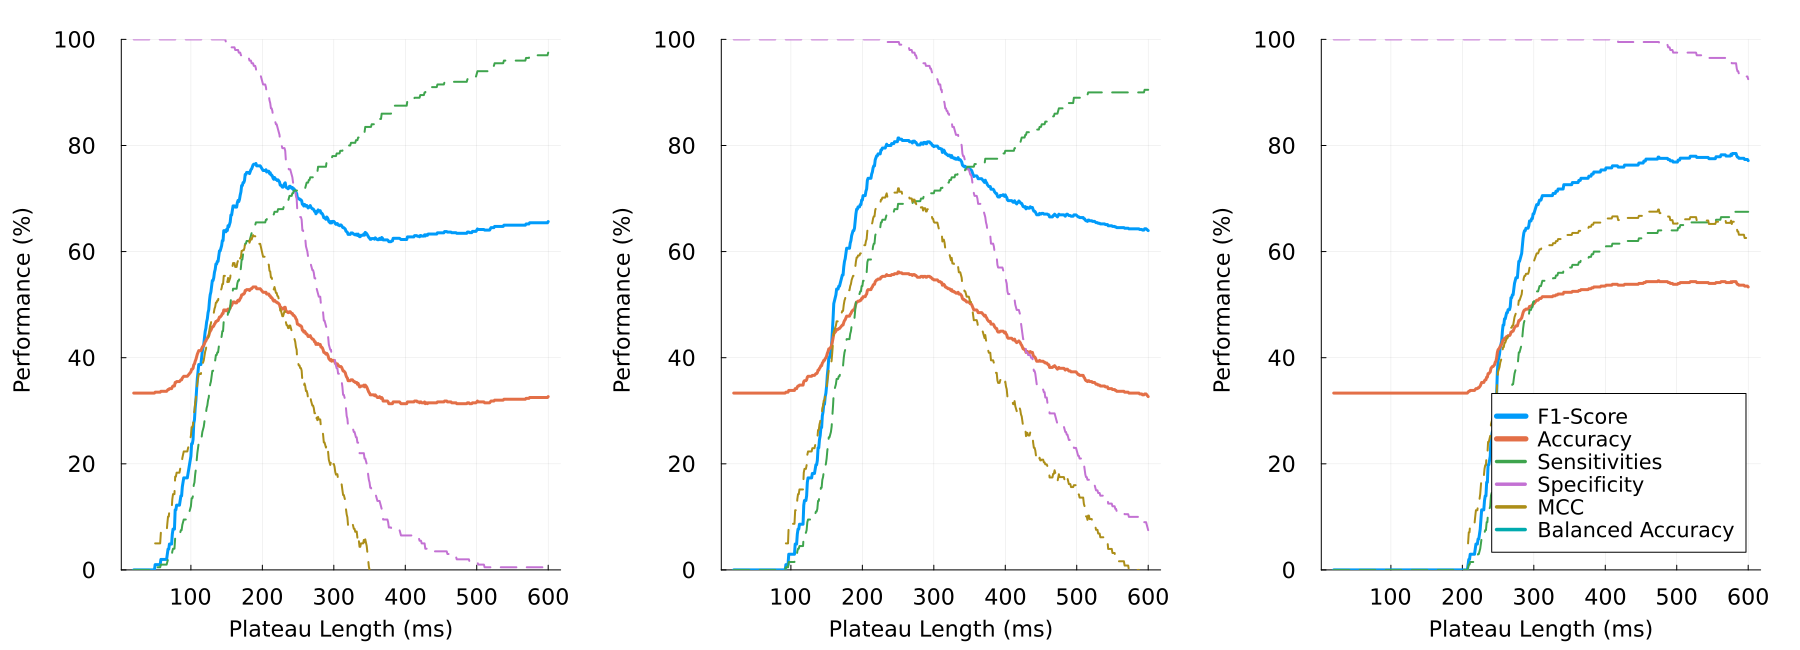 100
80
60
40
20
0
Performance (%)
100 200 300 400 500 600
Plateau Length (ms)
100
80
60
40
20
0
Performance (%)
100 200 300 400 500 600
Plateau Length (ms)
100
80
60
40
20
0
Performance (%)
100 200 300 400 500 600
Plateau Length (ms)
F1-Score
Accuracy
Sensitivities
Specificity
MCC
Balanced Accuracy